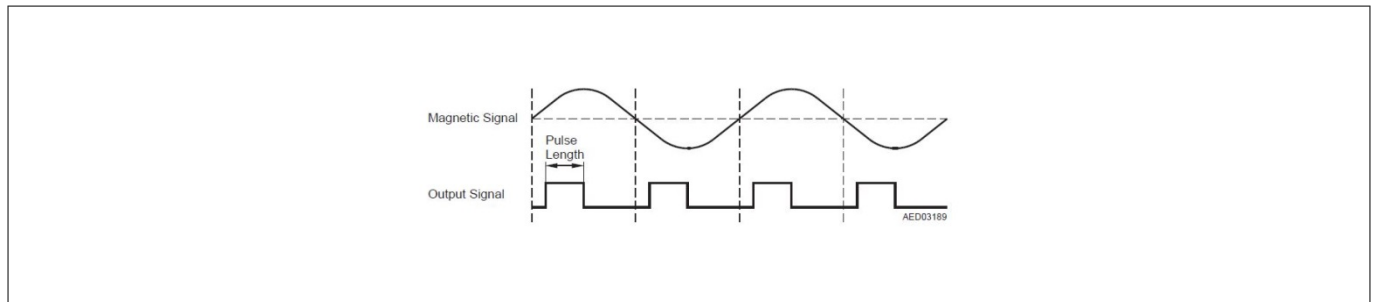 Magnetic Signal
Pulse
Length
Output Signal
AED03189